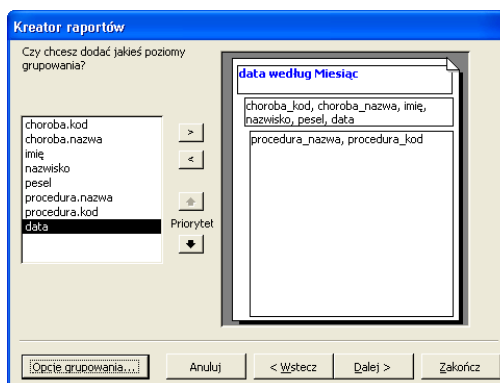 Kreator raportów
Czy chcesz dodać jakieś poziomy
grupowania?
choroba.kod
choroba.nazwa
imię
nazwisko
pesel
procedura.nazwa
procedura.kod
data
>
<
Priorytet
data według Miesiąc
choroba_kod, choroba_nazwa, imię,
nazwisko, pesel, data
procedura_nazwa, procedura_kod
Opcje grupowania...
Anuluj
< Wstecz
Dalej >
Zakończ